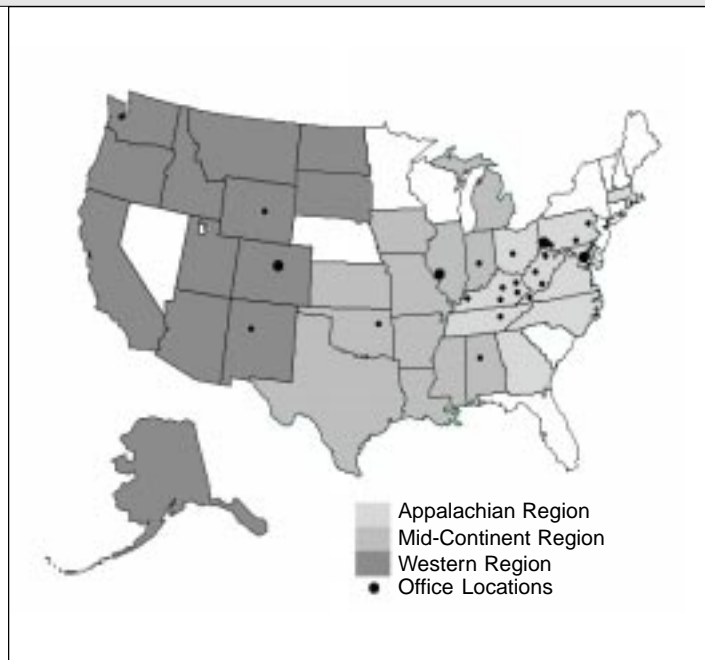 Appalachian Region
Mid-Continent Region
Western Region
Office Locations